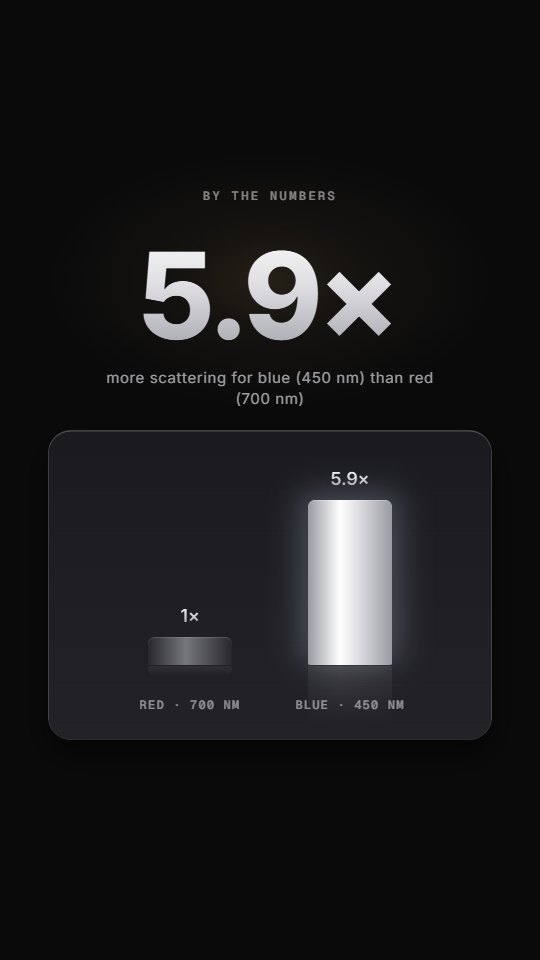 BY THE NUMBERS
5.9×
more scattering for blue (450 nm) than red
(700 nm)
5.9×
1×
RED · 700 NM
BLUE · 450 NM